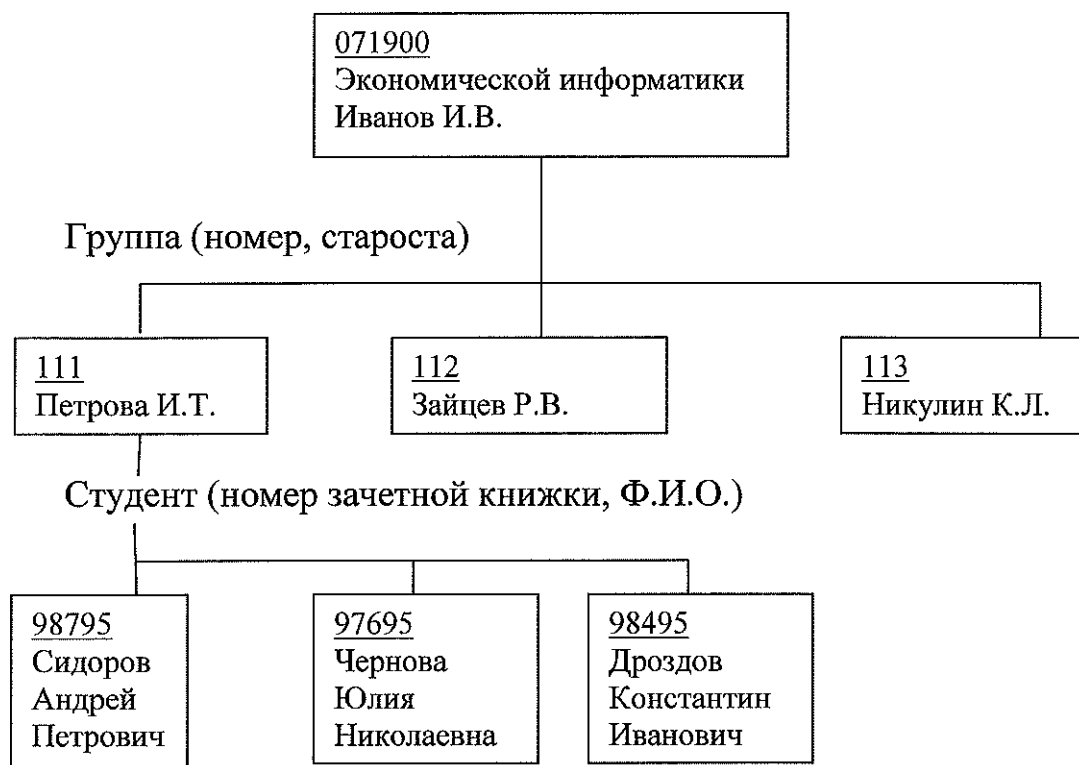 071900
Экономической информатики
Иванов И.В.
Группа (номер, староста)
111
Петрова И.Т.
112
Зайцев Р.В.
113
Никулин К.Л.
Студент (номер зачетной книжки, Ф.И.О.)
98795
Сидоров
Андрей
Петрович
97695
Чернова
Юлия
Николаевна
98495
Дроздов
Константин
Иванович